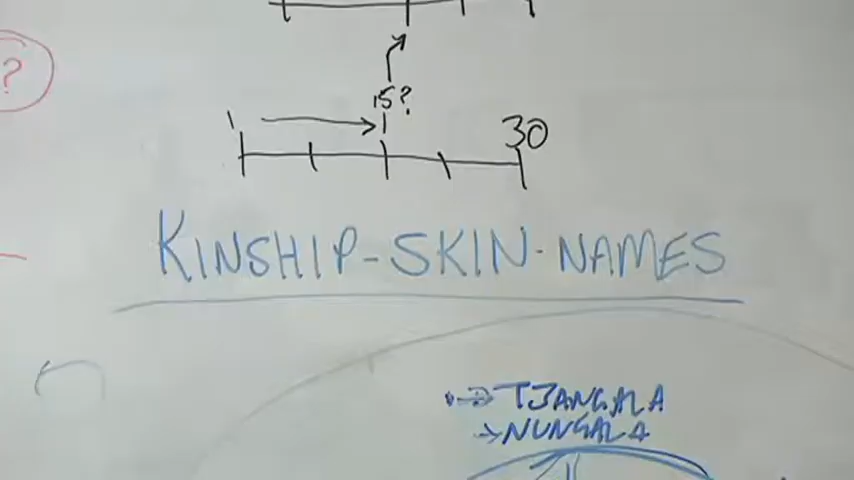 ?
15?
1
30
KINSHIP-SKIN-NAMES
→ TJANGALA
→ NUNGALA